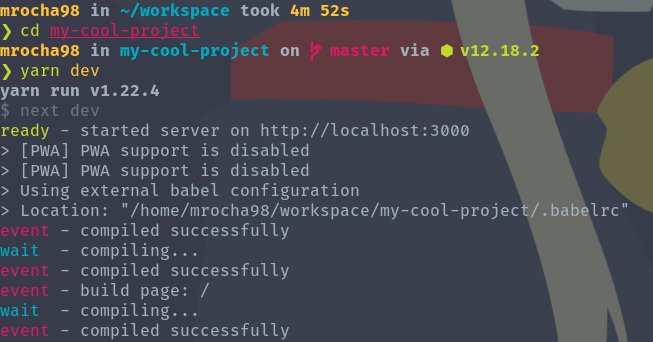 mrocha98 in ~/workspace took 4m 52s
❯ cd my-cool-project
mrocha98 in my-cool-project on master via ⬢ v12.18.2
❯ yarn dev
yarn run v1.22.4
$ next dev
ready - started server on http://localhost:3000
> [PWA] PWA support is disabled
> [PWA] PWA support is disabled
> Using external babel configuration
> Location: "/home/mrocha98/workspace/my-cool-project/.babelrc"
event - compiled successfully
wait  - compiling...
event - compiled successfully
event - build page: /
wait  - compiling...
event - compiled successfully